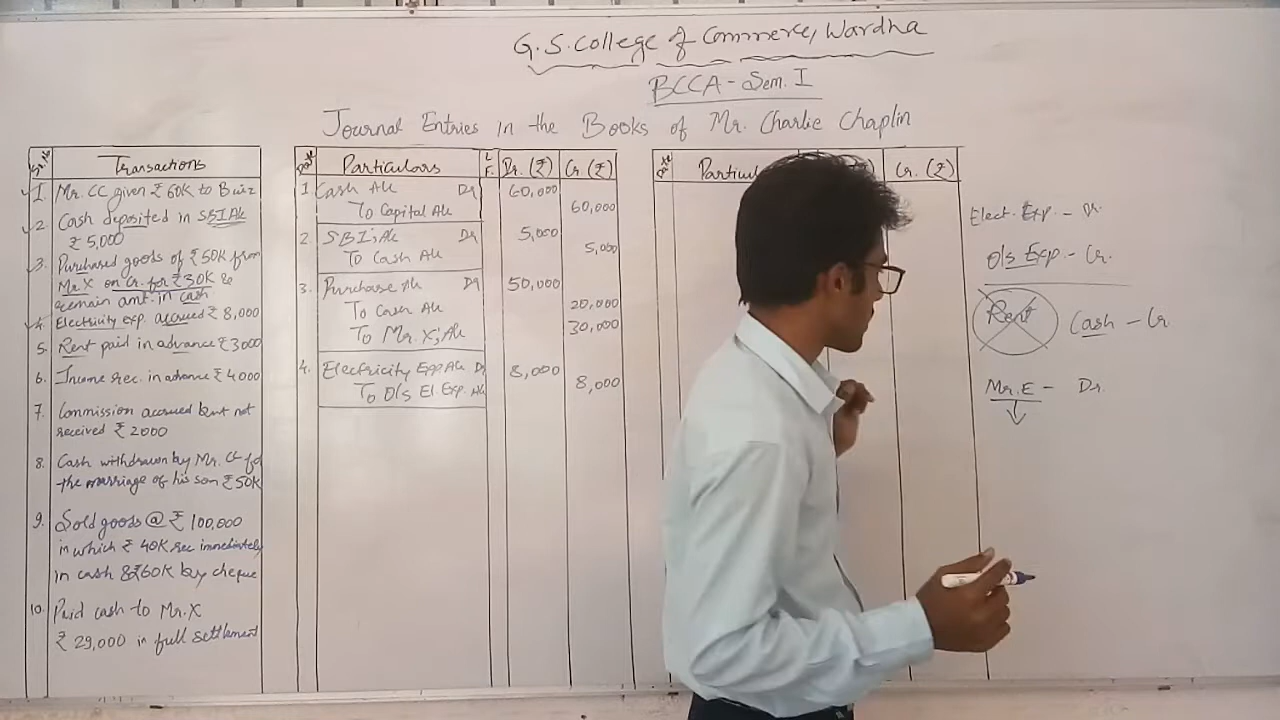 G.S. College of Commerce, Wardha
BCCA - Sem. I
Journal Entries in the Books of Mr. Charlie Chaplin
Sr. No
Transactions
1. Mr. CC given ₹ 60K to Buiz
2. Cash deposited in SBI A/c
₹ 5,000
3. Purchased goods of ₹ 50K from
Mr X on Cr. for ₹ 30K &
remain amt. in cash
4. Electricity exp. accrued ₹ 8,000
5. Rent paid in advance ₹ 3000
6. Income rec. in advance ₹ 4000
7. Commission accrued but not
received ₹ 2000
8. Cash withdrawn by Mr. CC for
the marriage of his son ₹ 50K
9. Sold goods @ ₹ 100,000
in which ₹ 40K rec immediately
in cash & ₹60K by cheque
10. Paid cash to Mr. X
₹ 29,000 in full settlement
Date Particulars L.F. Dr. (₹) Cr. (₹)
1 Cash A/c Dr 60,000
To Capital A/c 60,000
2. SBI's A/c Dr 5,000
To Cash A/c 5,000
3. Purchase A/c Dr 50,000
To Cash A/c 20,000
To Mr. X's A/c 30,000
4. Electricity Exp A/c Dr 8,000
To O/s El. Exp. A/c 8,000
Date Particu (₹) Cr. (₹)
Elect. Exp. - Dr.
O/s Exp. - Cr.
Rent Cash - Cr.
Mr. E - Dr